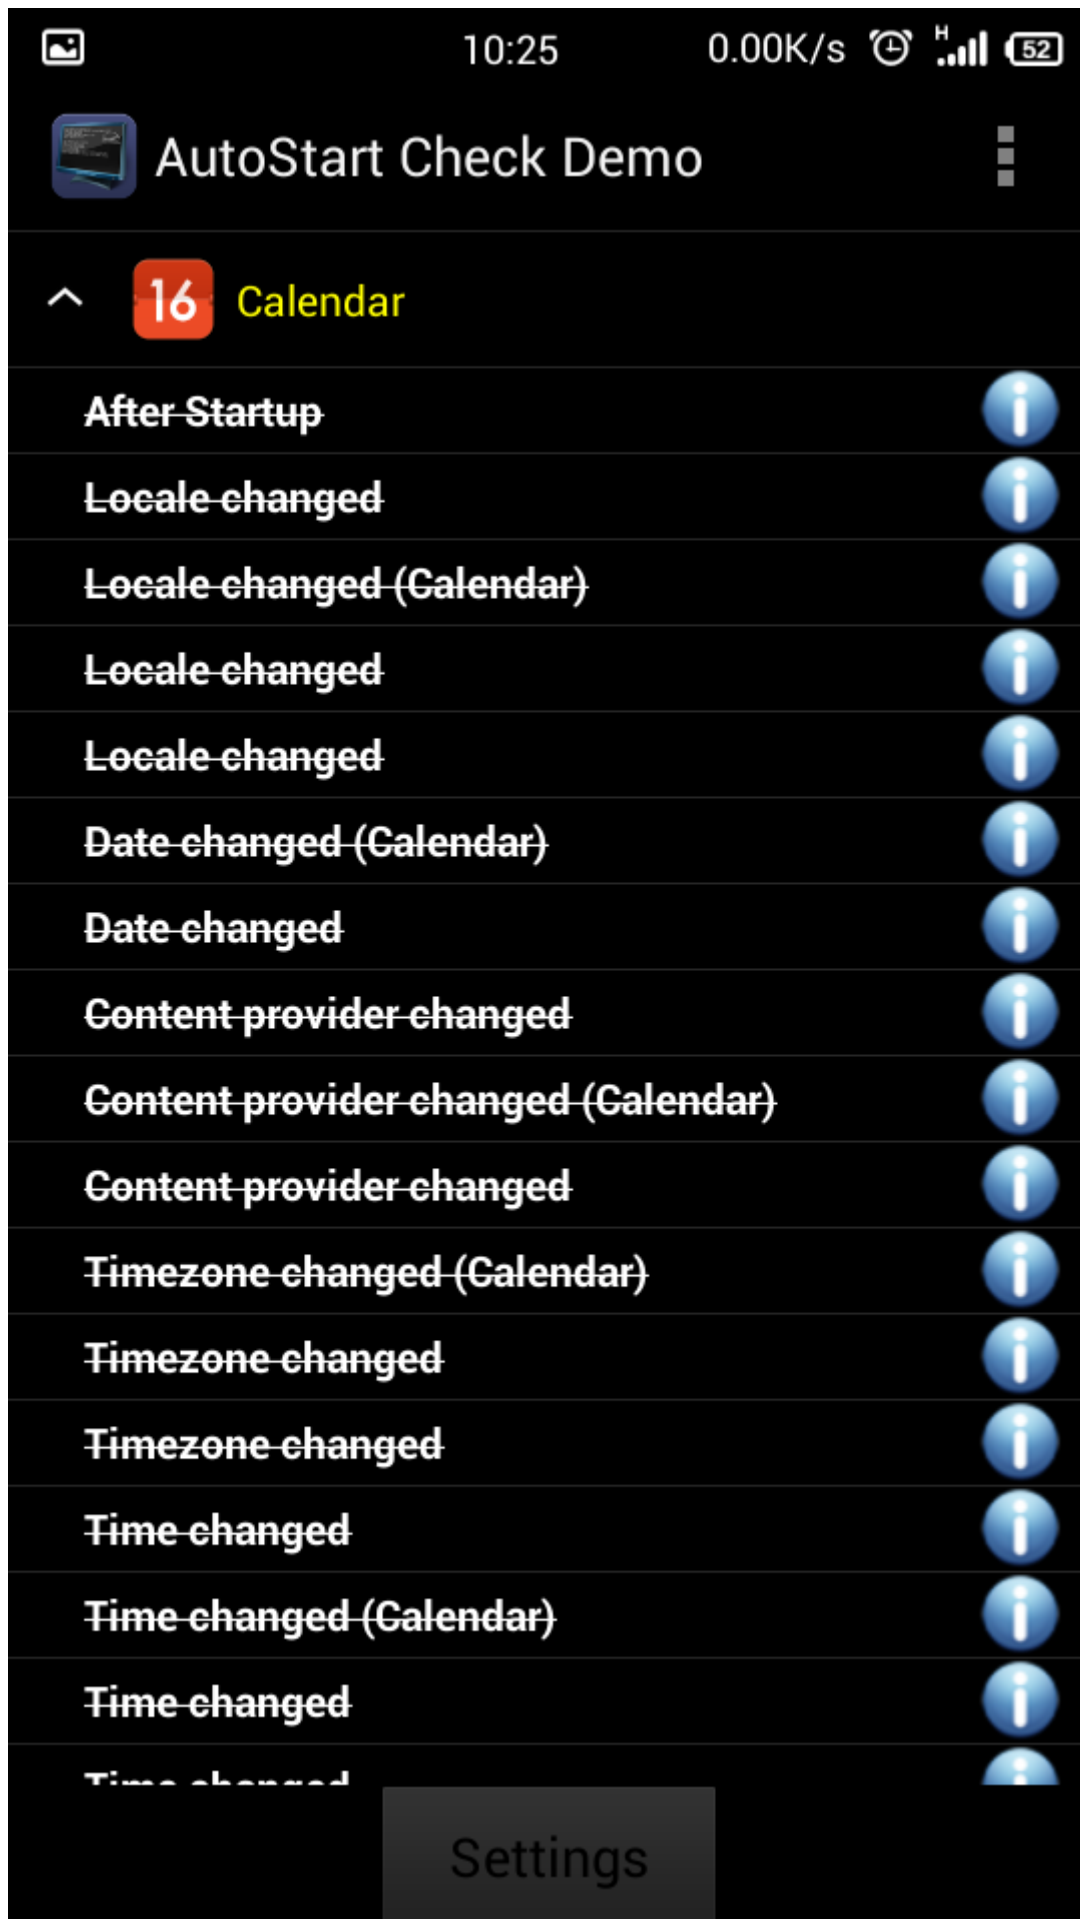 10:25 0.00K/s H 52
AutoStart Check Demo
16 Calendar
After Startup
Locale changed
Locale changed (Calendar)
Locale changed
Locale changed
Date changed (Calendar)
Date changed
Content provider changed
Content provider changed (Calendar)
Content provider changed
Timezone changed (Calendar)
Timezone changed
Timezone changed
Time changed
Time changed (Calendar)
Time changed
Time changed
Settings